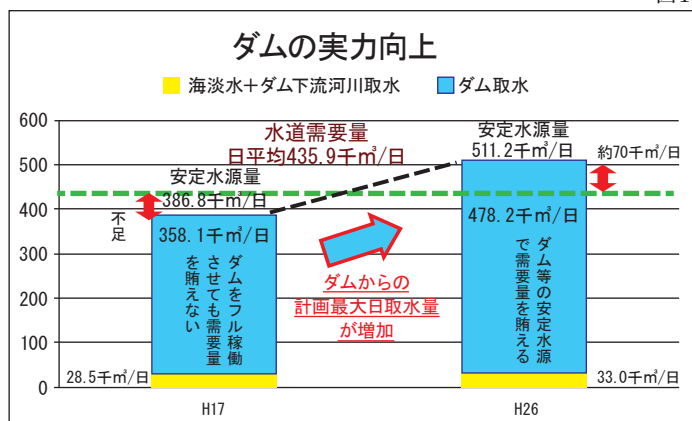 ダムの実力向上
海淡水+ダム下流河川取水
ダム取水
600
500
400
300
200
100
0
水道需要量
日平均435.9千㎥/日
安定水源量
386.8千㎥/日
不足
358.1千㎥/日
ダムをフル稼働
させても需要量
を賄えない
28.5千㎥/日
H17
ダムからの
計画最大日取水量
が増加
安定水源量
511.2千㎥/日
約70千㎥/日
478.2千㎥/日
ダム等の安定水源
で需要量を賄える
33.0千㎥/日
H26